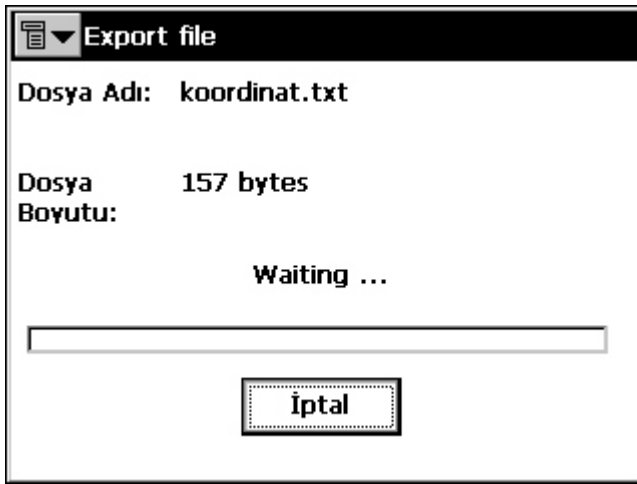 Export file
Dosya Adı: koordinat.txt
Dosya 157 bytes
Boyutu:
Waiting ...
İptal